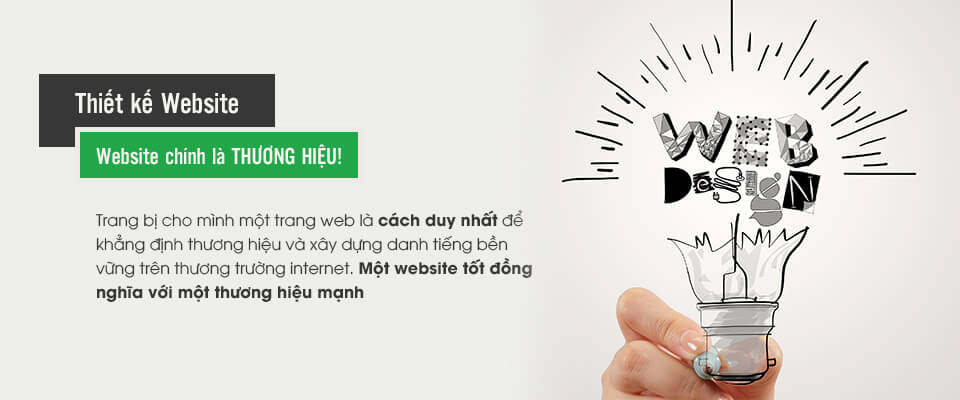 Thiết kế Website
Website chính là THƯƠNG HIỆU!
Trang bị cho mình một trang web là cách duy nhất để
khẳng định thương hiệu và xây dựng danh tiếng bền
vững trên thương trường internet. Một website tốt đồng
nghĩa với một thương hiệu mạnh
WEB
DESIGN